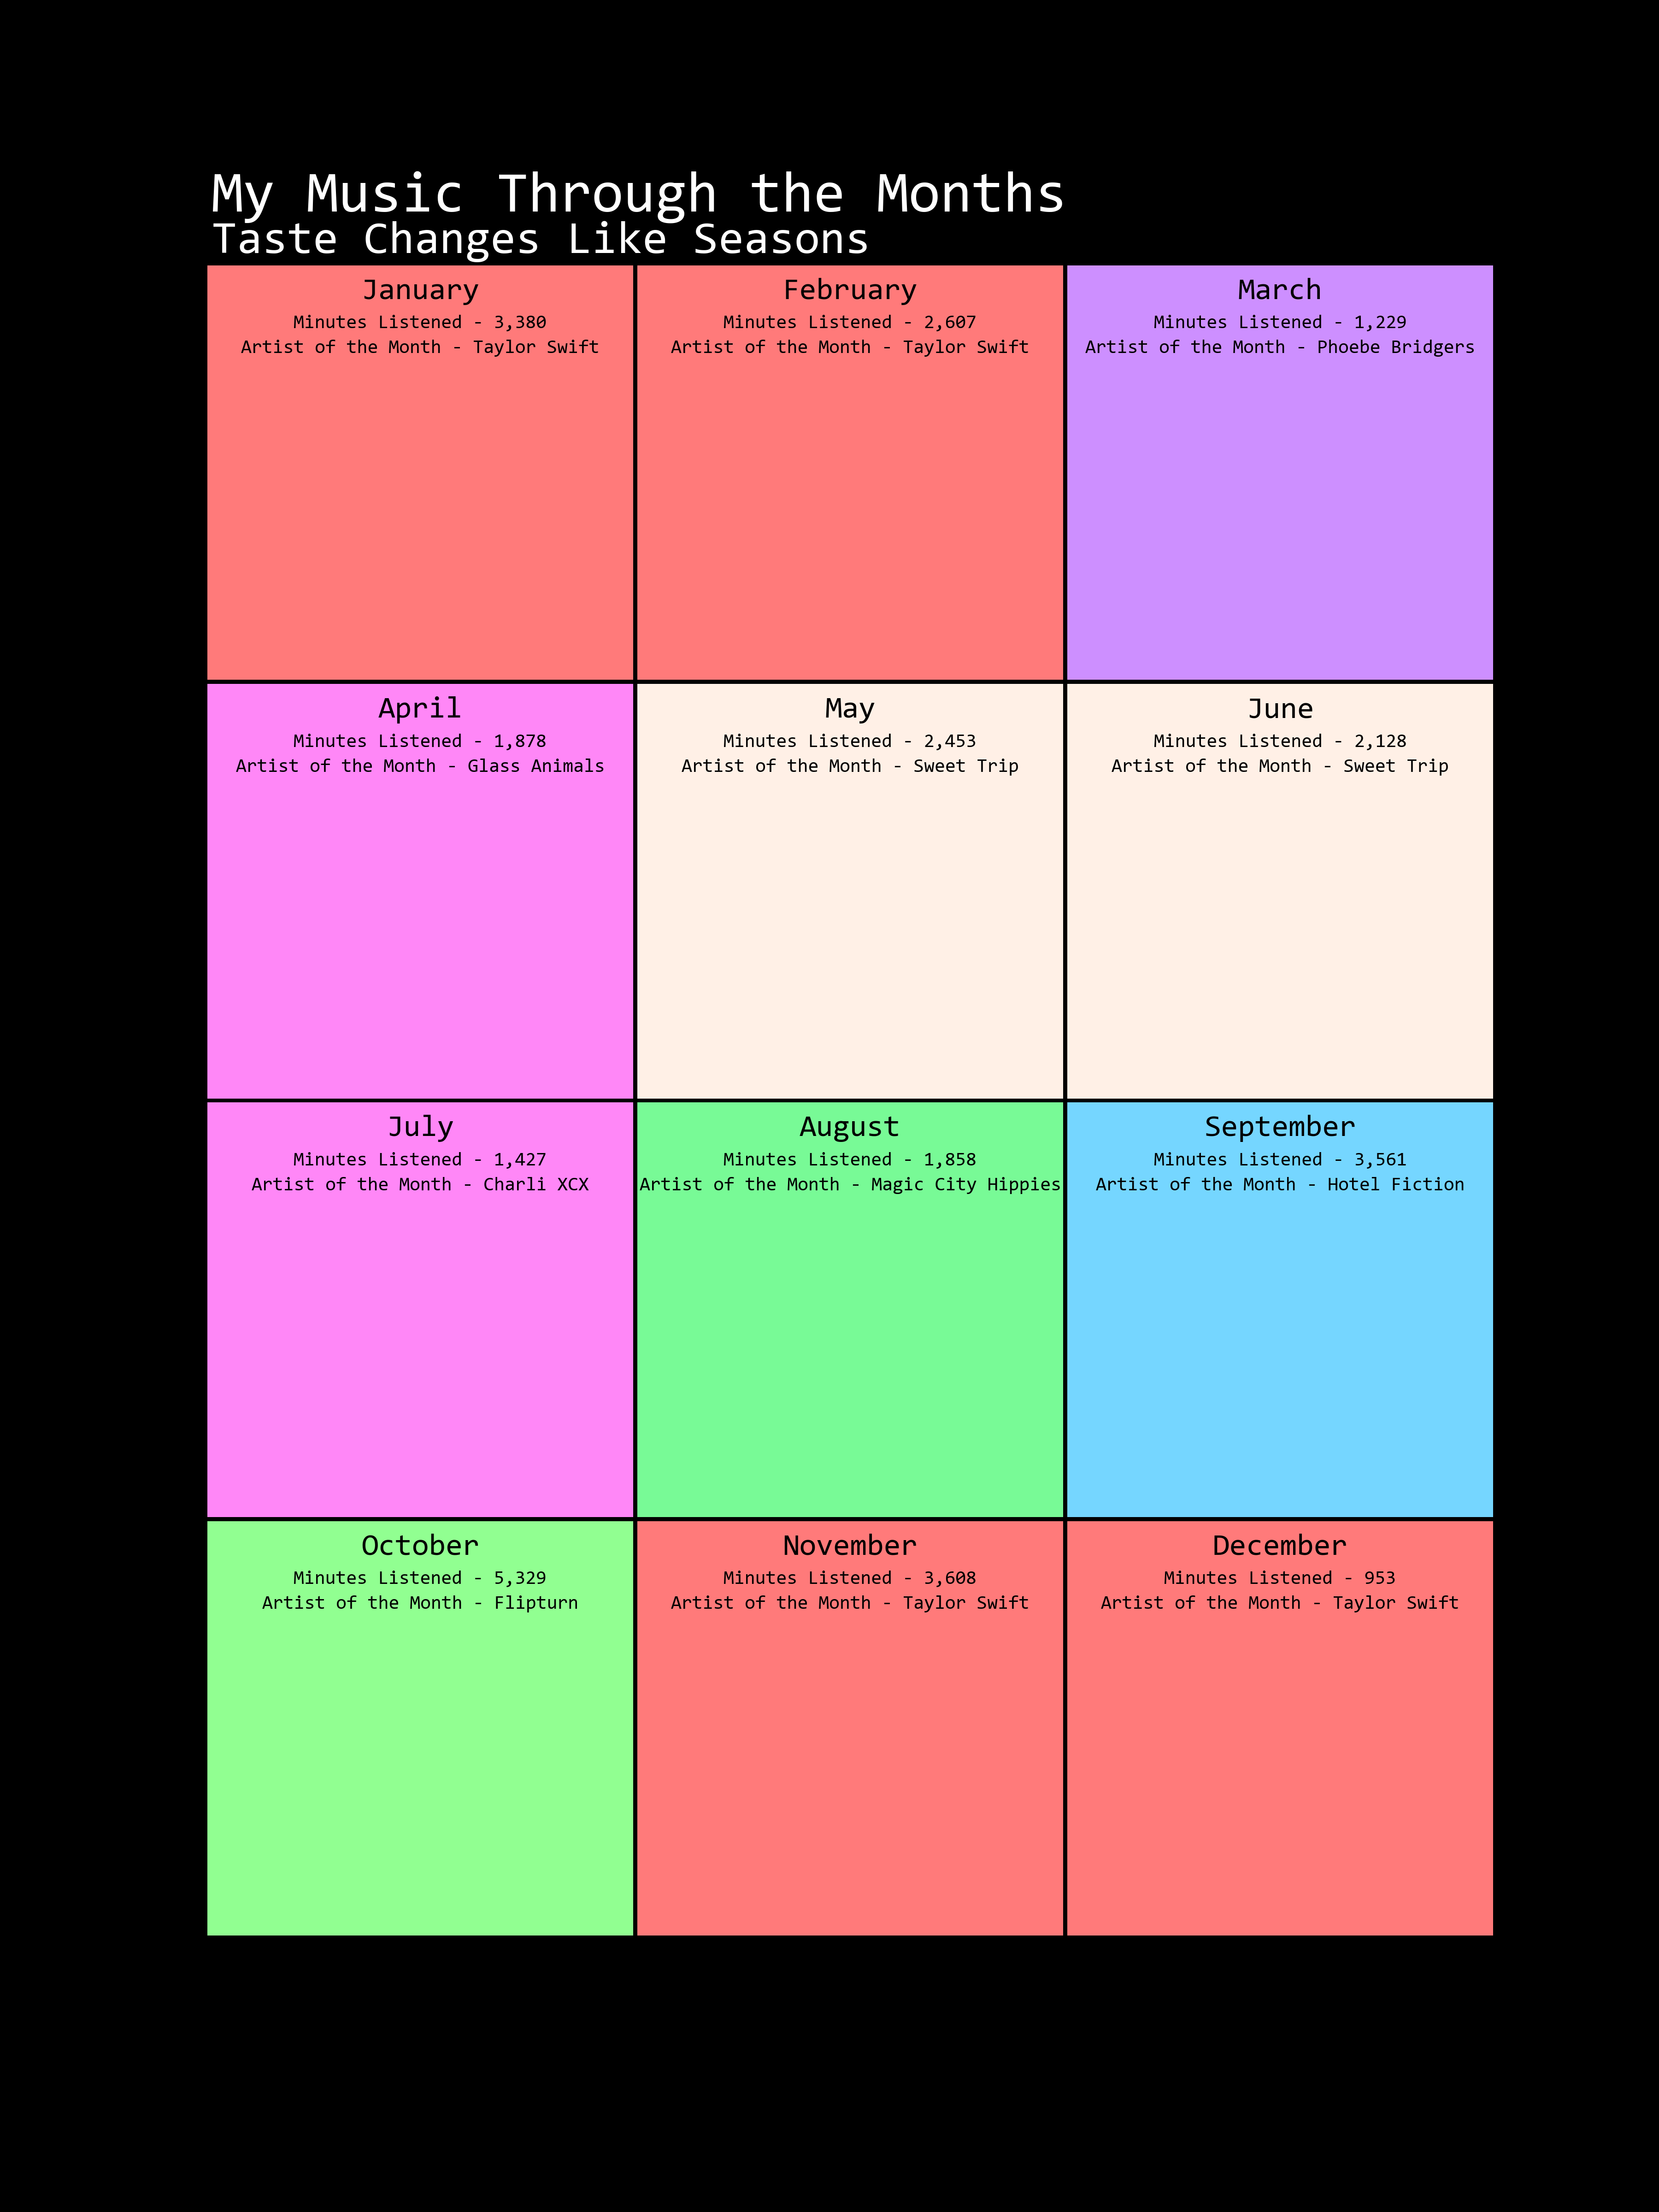 My Music Through the Months
Taste Changes Like Seasons
January
Minutes Listened - 3,380
Artist of the Month - Taylor Swift
February
Minutes Listened - 2,607
Artist of the Month - Taylor Swift
March
Minutes Listened - 1,229
Artist of the Month - Phoebe Bridgers
April
Minutes Listened - 1,878
Artist of the Month - Glass Animals
May
Minutes Listened - 2,453
Artist of the Month - Sweet Trip
June
Minutes Listened - 2,128
Artist of the Month - Sweet Trip
July
Minutes Listened - 1,427
Artist of the Month - Charli XCX
August
Minutes Listened - 1,858
Artist of the Month - Magic City Hippies
September
Minutes Listened - 3,561
Artist of the Month - Hotel Fiction
October
Minutes Listened - 5,329
Artist of the Month - Flipturn
November
Minutes Listened - 3,608
Artist of the Month - Taylor Swift
December
Minutes Listened - 953
Artist of the Month - Taylor Swift